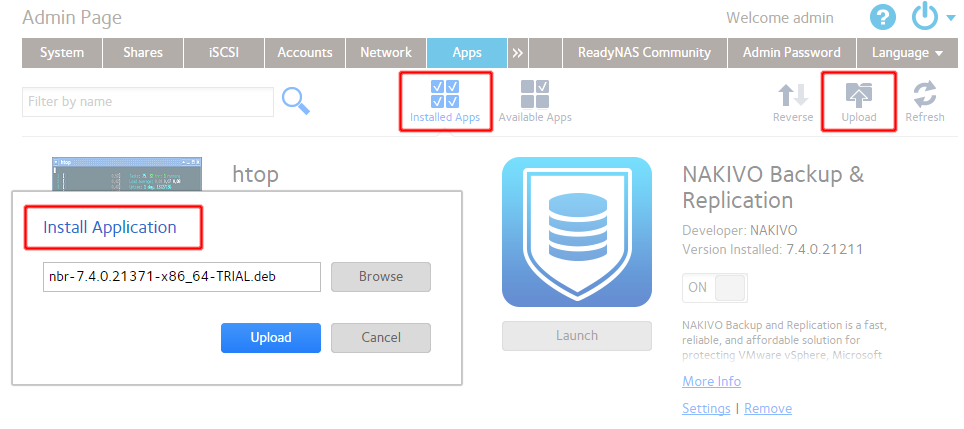 Admin Page
Welcome admin
System
Shares
iSCSI
Accounts
Network
Apps
»
ReadyNAS Community
Admin Password
Language
Filter by name
Installed Apps
Available Apps
Reverse
Upload
Refresh
htop
htop
Install Application
nbr-7.4.0.21371-x86_64-TRIAL.deb
Browse
Upload
Cancel
Launch
NAKIVO Backup &
Replication
Developer: NAKIVO
Version Installed: 7.4.0.21211
ON
NAKIVO Backup and Replication is a fast,
reliable, and affordable solution for
protecting VMware vSphere, Microsoft
More Info
Settings | Remove